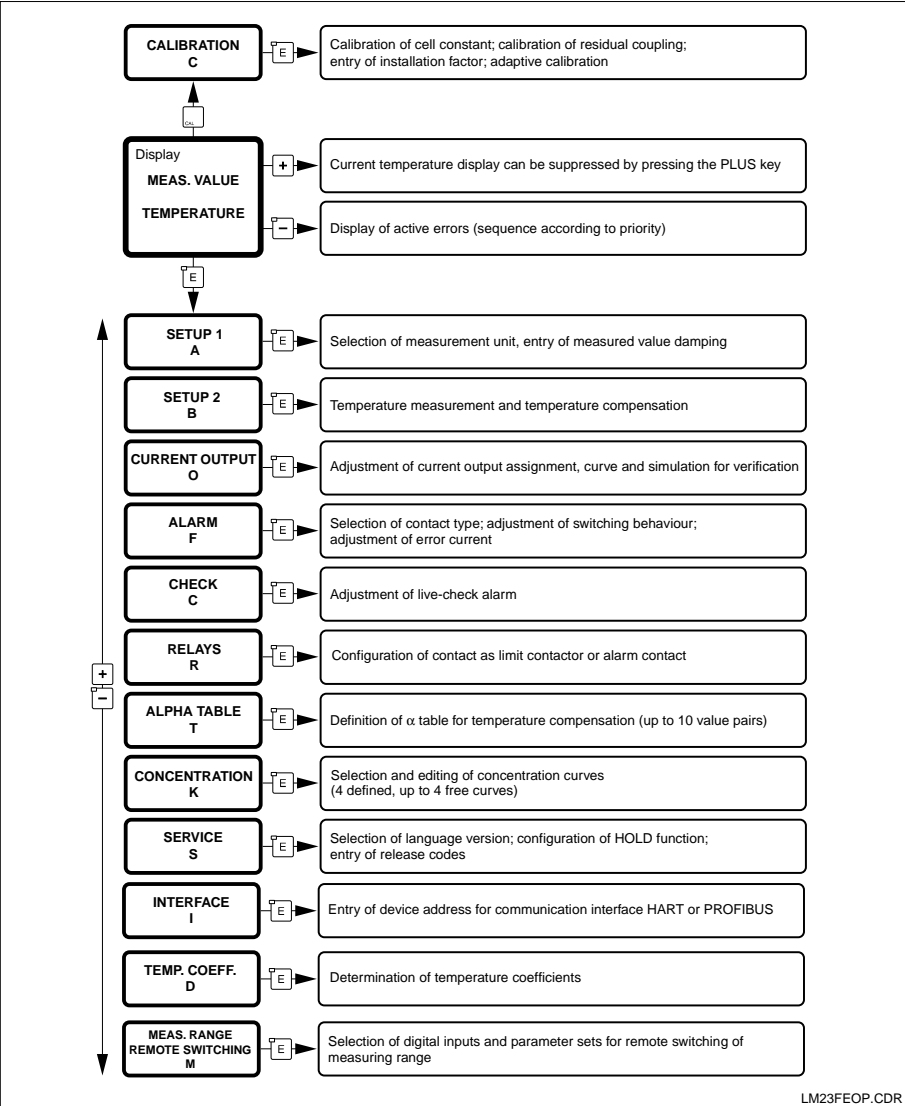 CALIBRATION
C
E
Calibration of cell constant; calibration of residual coupling;
entry of installation factor; adaptive calibration
CAL
Display
MEAS. VALUE
TEMPERATURE
+
Current temperature display can be suppressed by pressing the PLUS key
−
Display of active errors (sequence according to priority)
E
SETUP 1
A
E
Selection of measurement unit, entry of measured value damping
SETUP 2
B
E
Temperature measurement and temperature compensation
CURRENT OUTPUT
O
E
Adjustment of current output assignment, curve and simulation for verification
ALARM
F
E
Selection of contact type; adjustment of switching behaviour;
adjustment of error current
CHECK
C
E
Adjustment of live-check alarm
+
−
RELAYS
R
E
Configuration of contact as limit contactor or alarm contact
ALPHA TABLE
T
E
Definition of α table for temperature compensation (up to 10 value pairs)
CONCENTRATION
K
E
Selection and editing of concentration curves
(4 defined, up to 4 free curves)
SERVICE
S
E
Selection of language version; configuration of HOLD function;
entry of release codes
INTERFACE
I
E
Entry of device address for communication interface HART or PROFIBUS
TEMP. COEFF.
D
E
Determination of temperature coefficients
MEAS. RANGE
REMOTE SWITCHING
M
E
Selection of digital inputs and parameter sets for remote switching of
measuring range
LM23FEOP.CDR